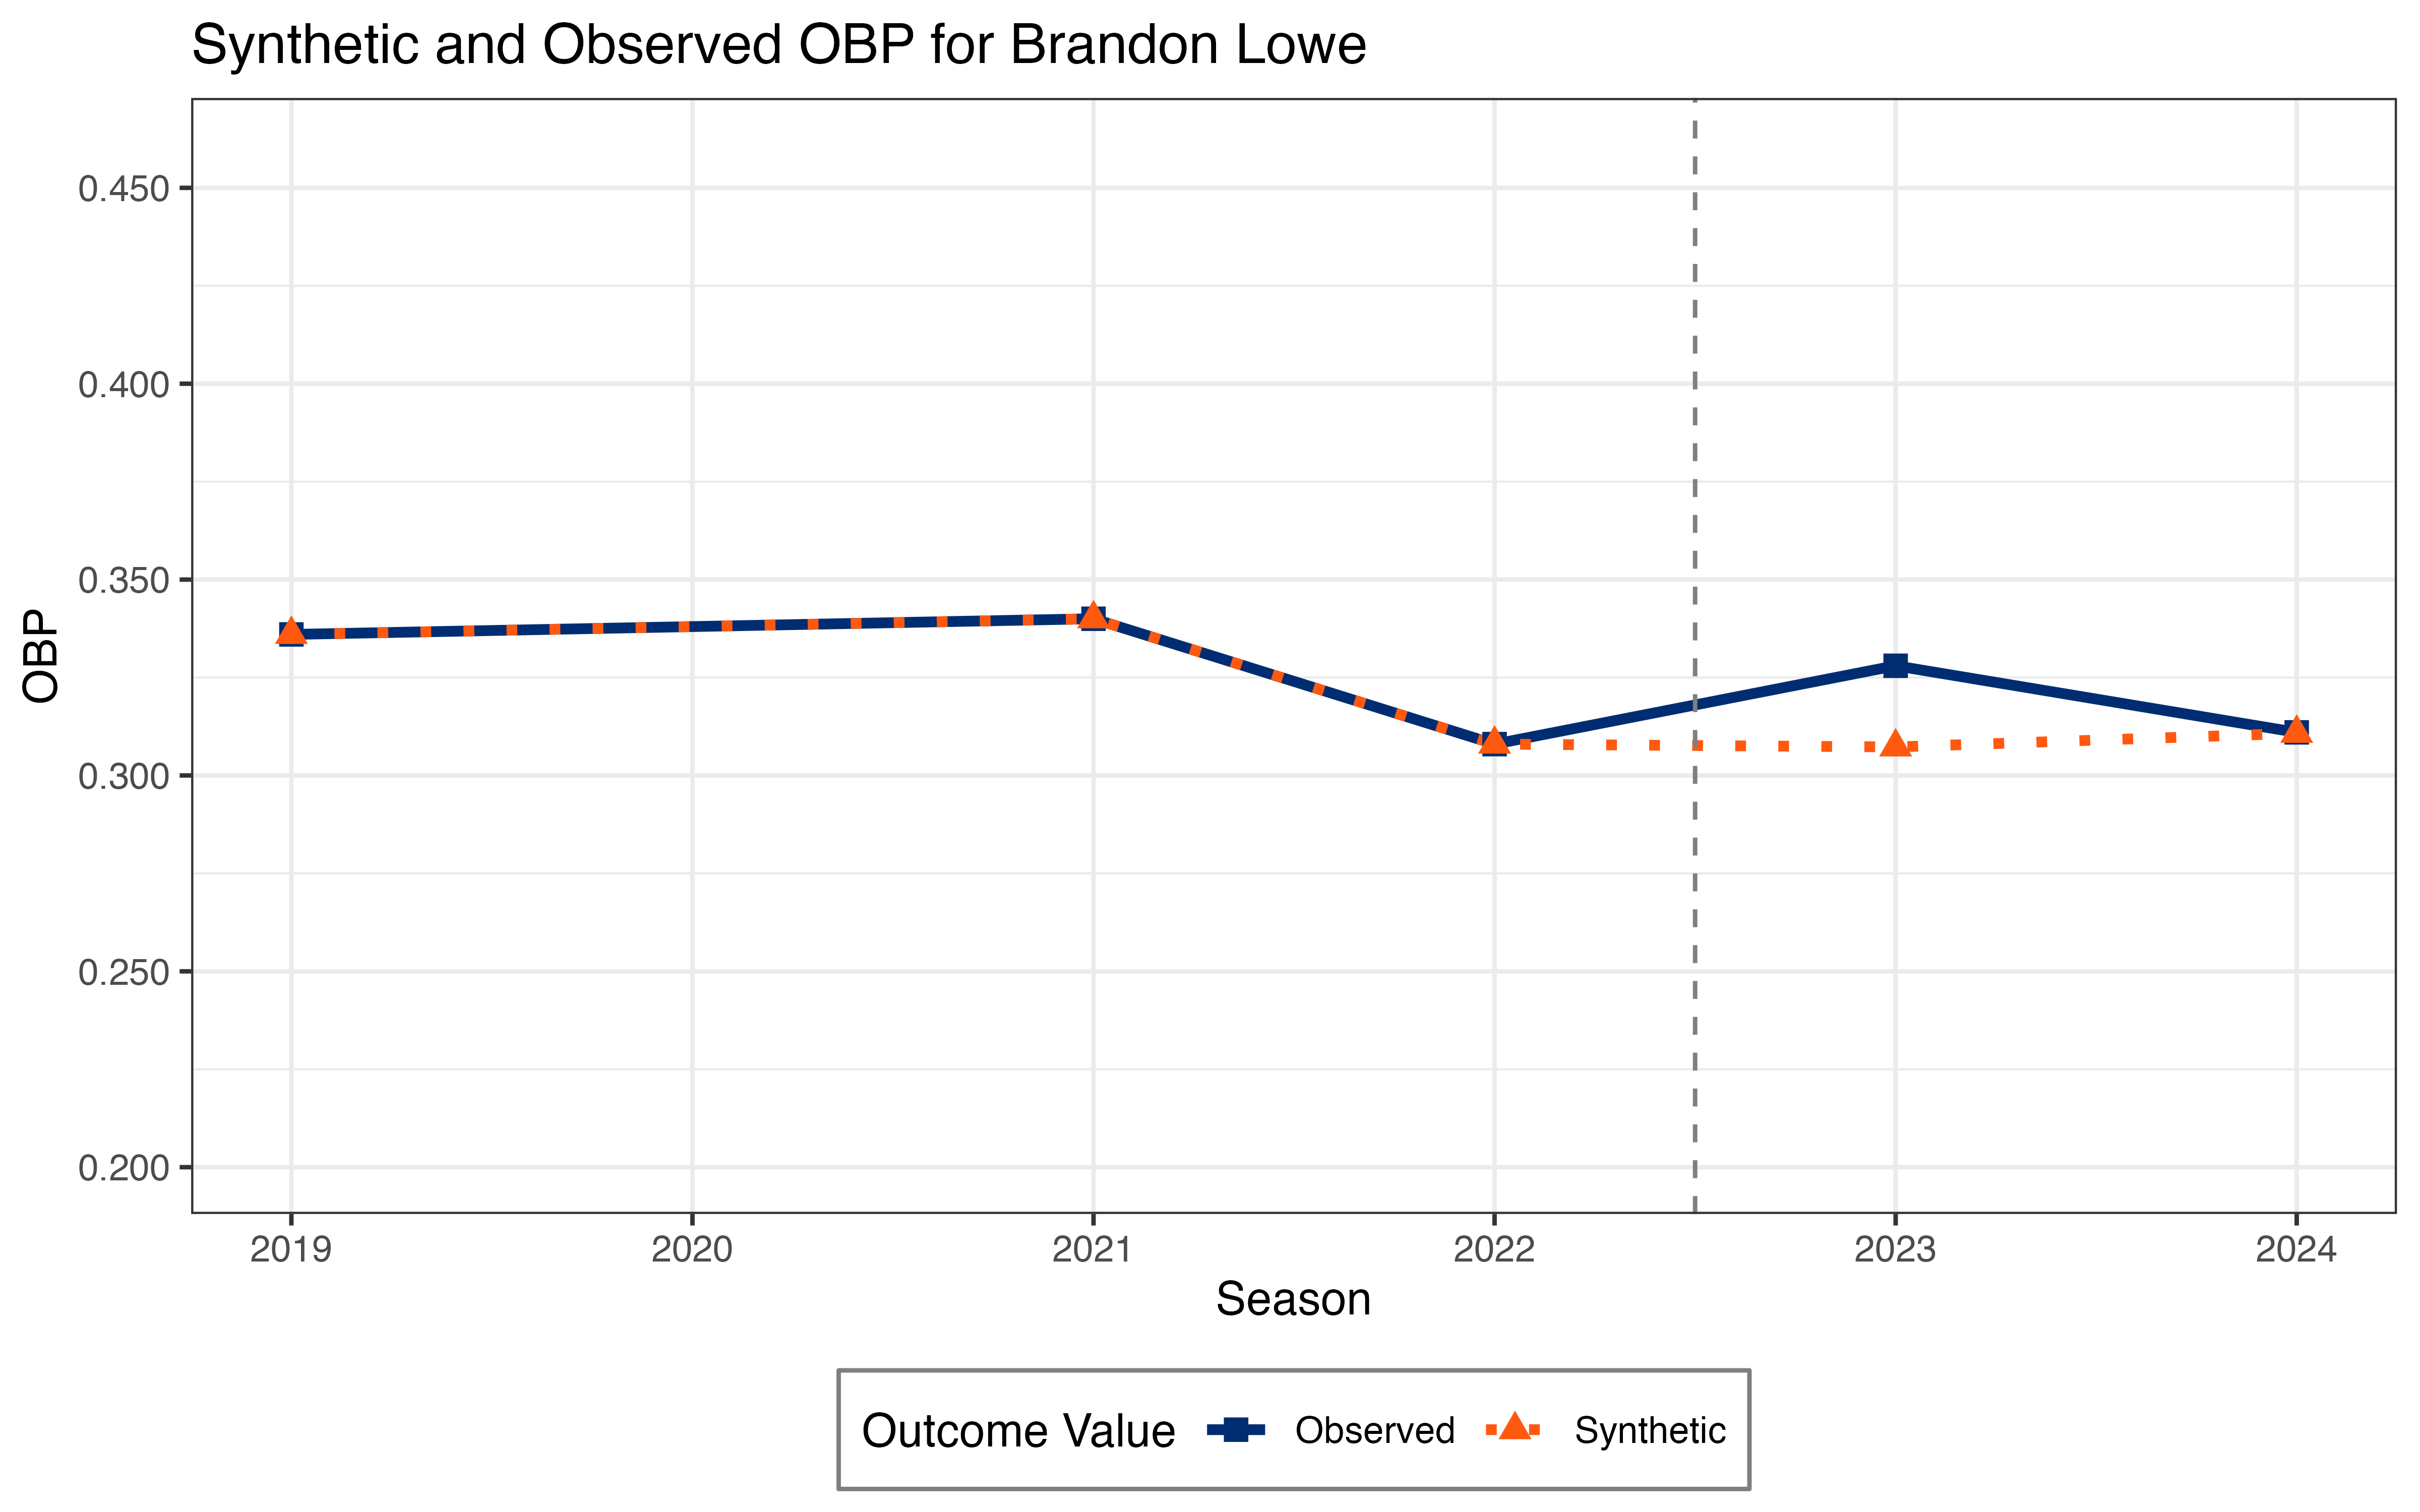 Synthetic and Observed OBP for Brandon Lowe
0.450
0.400
0.350
0.300
0.250
0.200
OBP
2019 2020 2021 2022 2023 2024
Season
Outcome Value Observed Synthetic